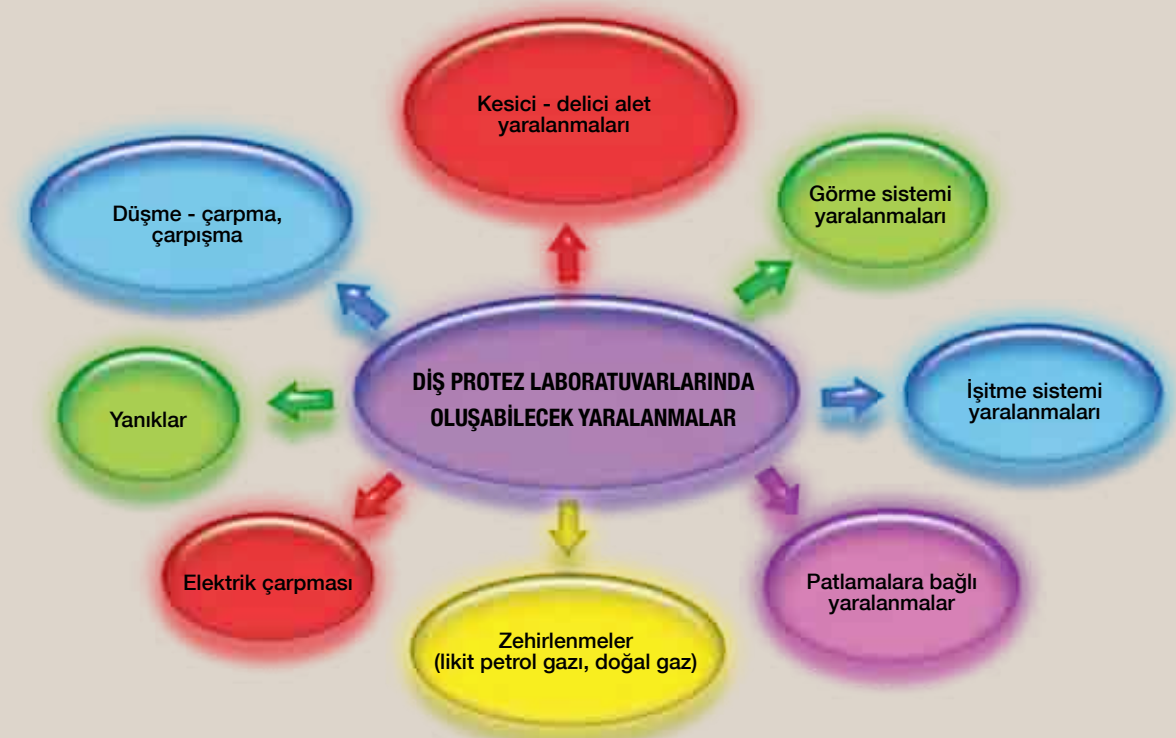 Kesici - delici alet
yaralanmaları
Görme sistemi
yaralanmaları
Düşme - çarpma,
çarpışma
DİŞ PROTEZ LABORATUVARLARINDA
OLUŞABİLECEK YARALANMALAR
İşitme sistemi
yaralanmaları
Yanıklar
Elektrik çarpması
Patlamalara bağlı
yaralanmalar
Zehirlenmeler
(likit petrol gazı, doğal gaz)